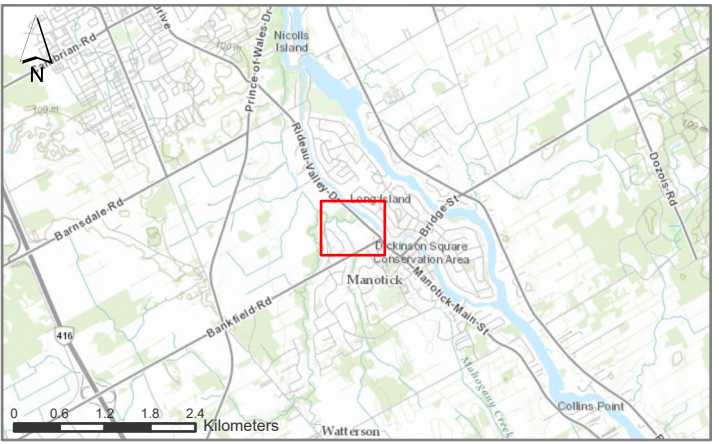 Drive
Nicolls
Island
Prince-of-Wales-Dr
100 m
N
100 m
100 m
Rideau-Valley-D
Dozois-Rd
Long Island
Barnsdale-Rd
Bridge-St
Dickinson Square
Conservation Area
Manotick
Manotick-Main-St
Bankfield-Rd
416
Mahogany Creek
Collins Point
0 0.6 1.2 1.8 2.4
Kilometers
Watterson